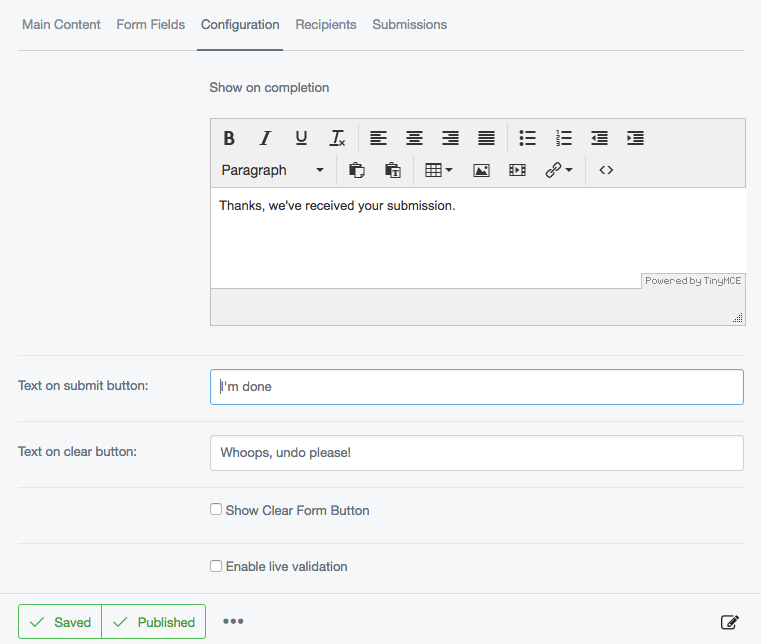 Main Content Form Fields Configuration Recipients Submissions
Show on completion
B I U Tx
Paragraph
Thanks, we've received your submission.
Powered by TinyMCE
Text on submit button: I'm done
Text on clear button: Whoops, undo please!
Show Clear Form Button
Enable live validation
Saved Published